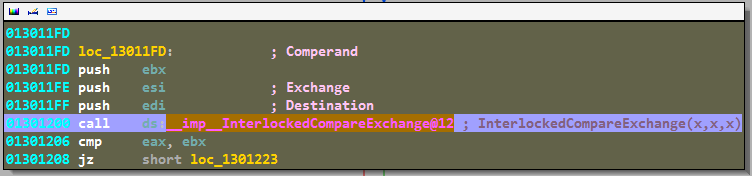 013011FD
013011FD loc_13011FD: ; Comperand
013011FD push ebx
013011FE push esi ; Exchange
013011FF push edi ; Destination
01301200 call ds:__imp__InterlockedCompareExchange@12 ; InterlockedCompareExchange(x,x,x)
01301206 cmp eax, ebx
01301208 jz short loc_1301223